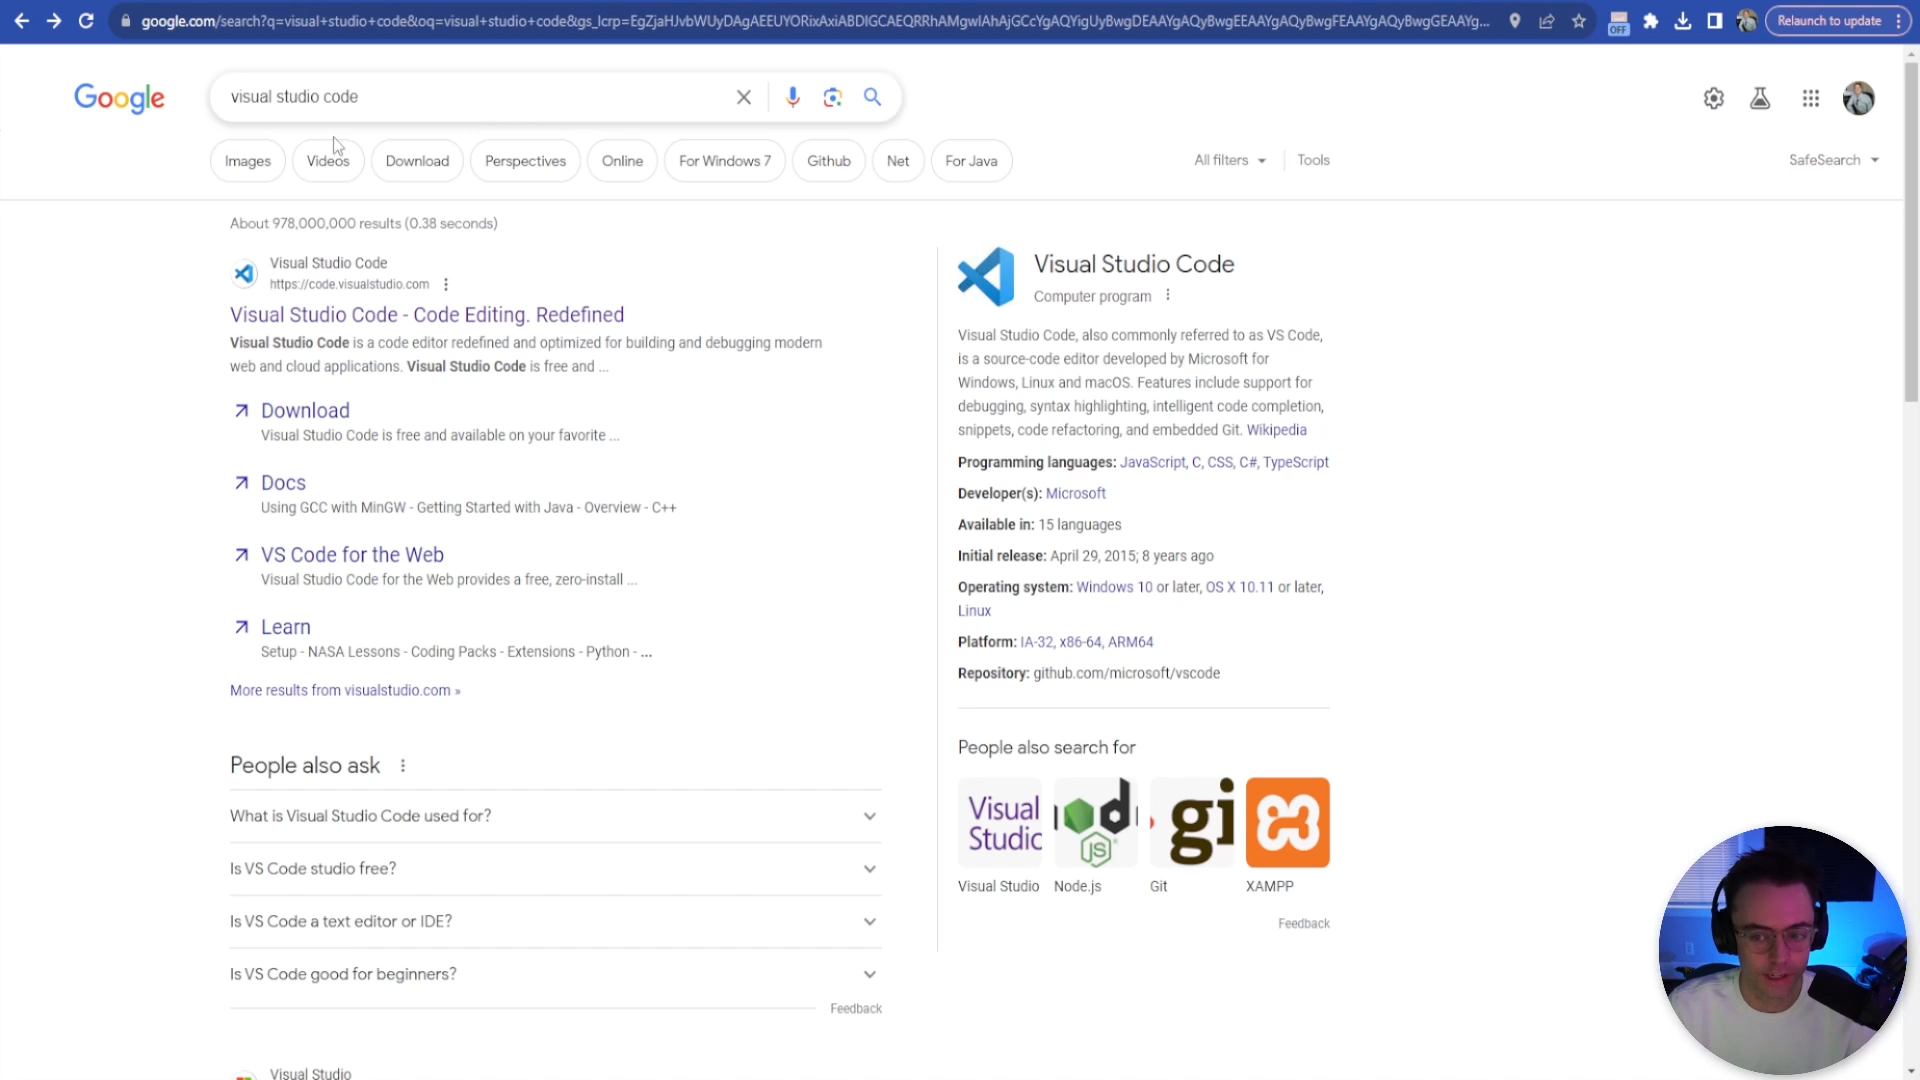 google.com/search?q=visual+studio+code&oq=visual+studio+code&gs_lcrp=EgZjaHJvbWUyDAgAEEUYORixAxiABDIGCAEQRRhAMgwIAhAjGCcYgAQYigUyBwgDEAAYgAQyBwgEEAAYgAQyBwgFEAAYgAQyBwgGEAAYg...
OFF
Relaunch to update
Google
visual studio code
Images
Videos
Download
Perspectives
Online
For Windows 7
Github
Net
For Java
All filters
Tools
SafeSearch
About 978,000,000 results (0.38 seconds)
Visual Studio Code
https://code.visualstudio.com
Visual Studio Code - Code Editing. Redefined
Visual Studio Code is a code editor redefined and optimized for building and debugging modern
web and cloud applications. Visual Studio Code is free and ...
Download
Visual Studio Code is free and available on your favorite ...
Docs
Using GCC with MinGW - Getting Started with Java - Overview - C++
VS Code for the Web
Visual Studio Code for the Web provides a free, zero-install ...
Learn
Setup - NASA Lessons - Coding Packs - Extensions - Python - ...
More results from visualstudio.com »
People also ask
What is Visual Studio Code used for?
Is VS Code studio free?
Is VS Code a text editor or IDE?
Is VS Code good for beginners?
Feedback
Visual Studio
Visual Studio Code
Computer program
Visual Studio Code, also commonly referred to as VS Code,
is a source-code editor developed by Microsoft for
Windows, Linux and macOS. Features include support for
debugging, syntax highlighting, intelligent code completion,
snippets, code refactoring, and embedded Git. Wikipedia
Programming languages: JavaScript, C, CSS, C#, TypeScript
Developer(s): Microsoft
Available in: 15 languages
Initial release: April 29, 2015; 8 years ago
Operating system: Windows 10 or later, OS X 10.11 or later,
Linux
Platform: IA-32, x86-64, ARM64
Repository: github.com/microsoft/vscode
People also search for
Visual
Studio
JS
gi
Visual Studio
Node.js
Git
XAMPP
Feedback